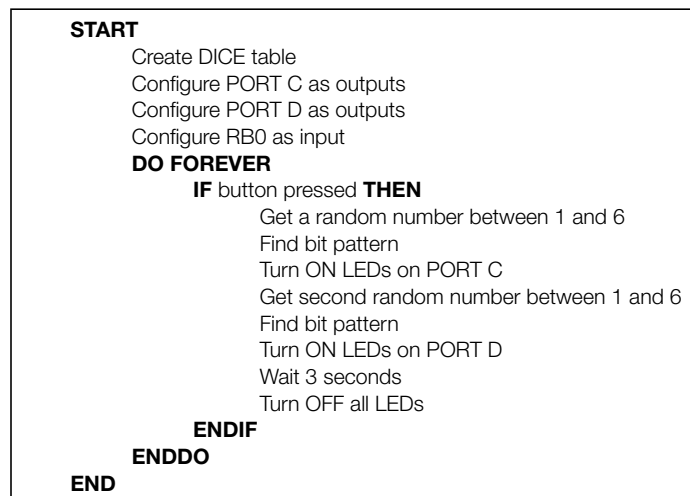 START
Create DICE table
Configure PORT C as outputs
Configure PORT D as outputs
Configure RB0 as input
DO FOREVER
IF button pressed THEN
Get a random number between 1 and 6
Find bit pattern
Turn ON LEDs on PORT C
Get second random number between 1 and 6
Find bit pattern
Turn ON LEDs on PORT D
Wait 3 seconds
Turn OFF all LEDs
ENDIF
ENDDO
END